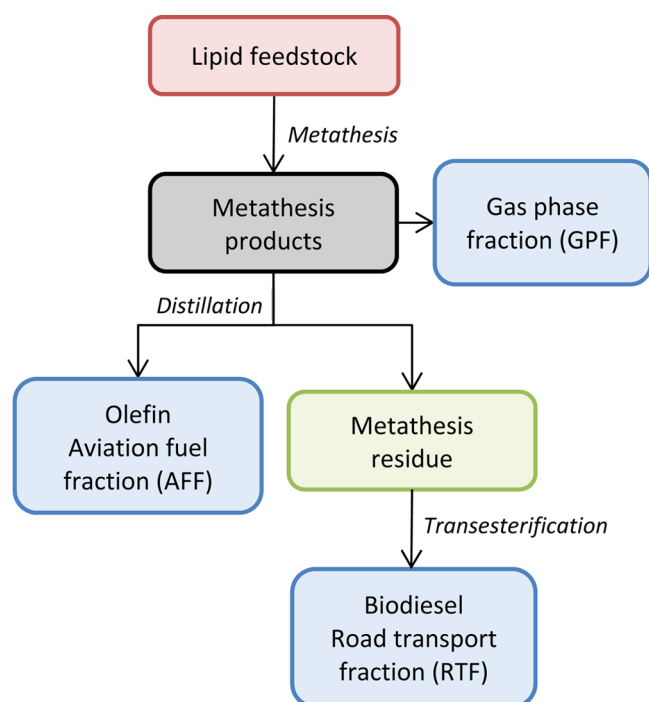 Lipid feedstock
Metathesis
Metathesis
products
Gas phase
fraction (GPF)
Distillation
Olefin
Aviation fuel
fraction (AFF)
Metathesis
residue
Transesterification
Biodiesel
Road transport
fraction (RTF)